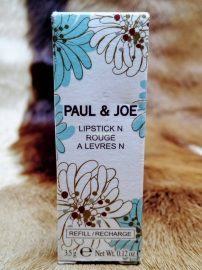 PAUL & JOE
LIPSTICK N
ROUGE
A LEVRES N
REFILL / RECHARGE
3.5 g e Net Wt. 0.12 oz